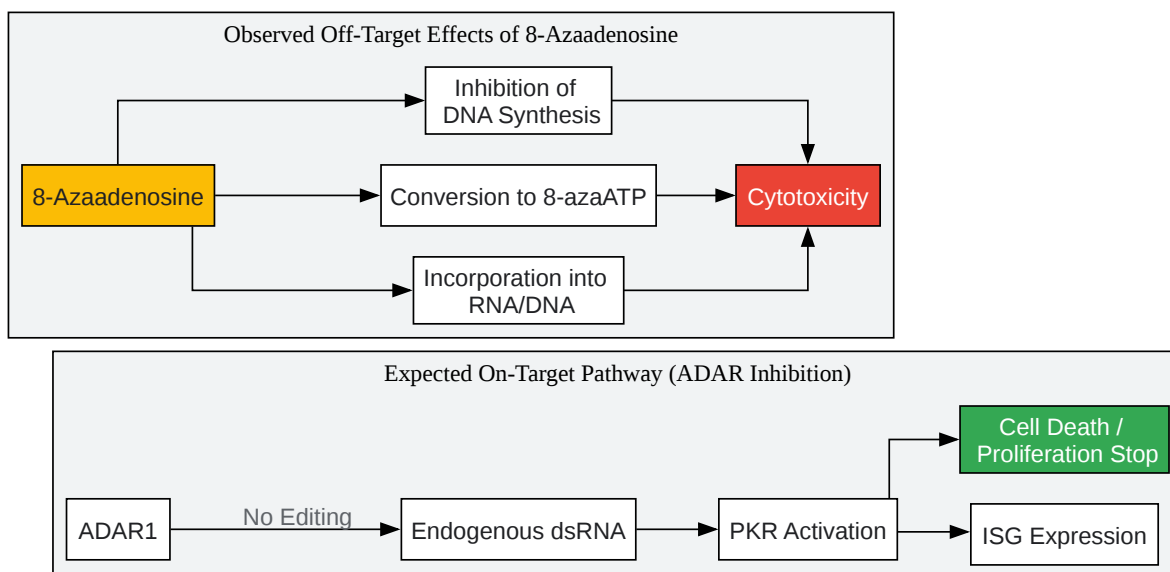 Observed Off-Target Effects of 8-Azaadenosine
Inhibition of
DNA Synthesis
8-Azaadenosine
Conversion to 8-azaATP
Cytotoxicity
Incorporation into
RNA/DNA
Expected On-Target Pathway (ADAR Inhibition)
Cell Death /
Proliferation Stop
ADAR1
No Editing
Endogenous dsRNA
PKR Activation
ISG Expression